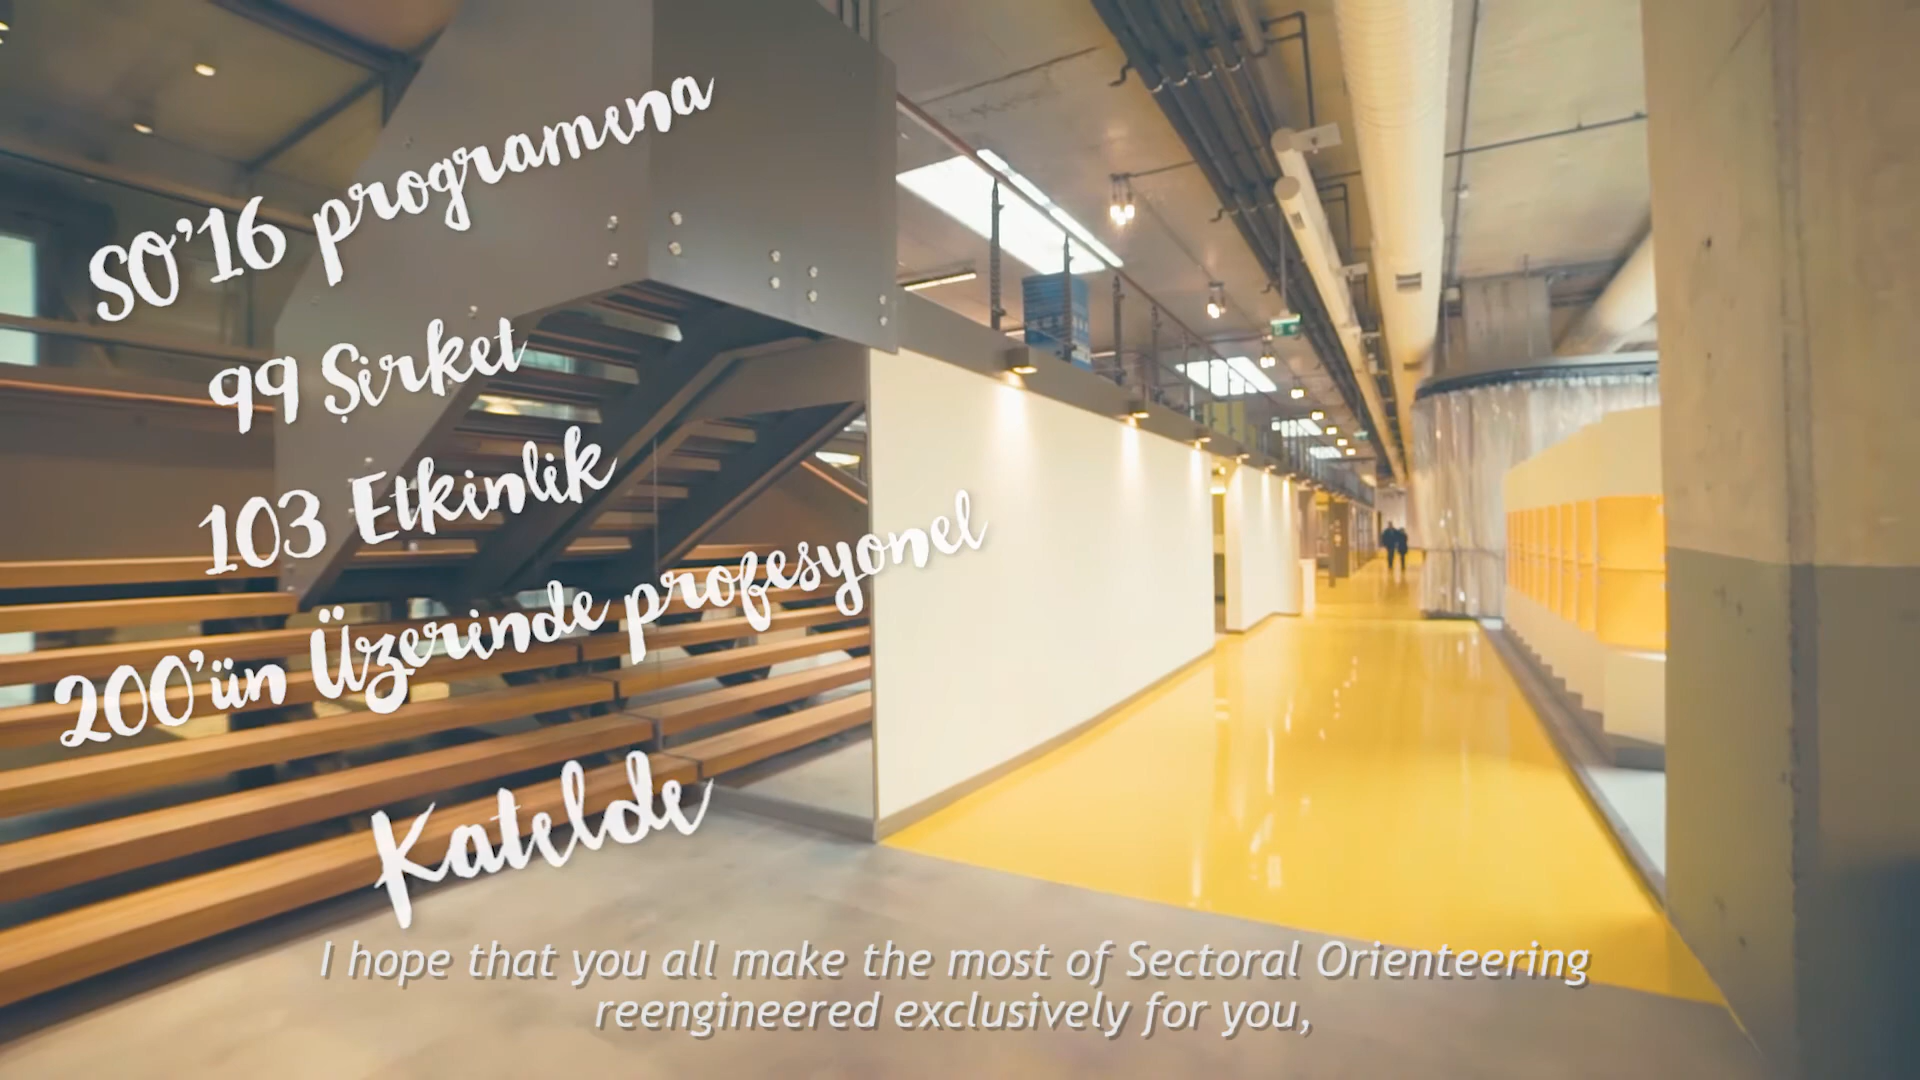 SO'16 programına
99 Şirket
103 Etkinlik
200'ün Üzerinde profesyonel
Katıldı
I hope that you all make the most of Sectoral Orienteering
reengineered exclusively for you,